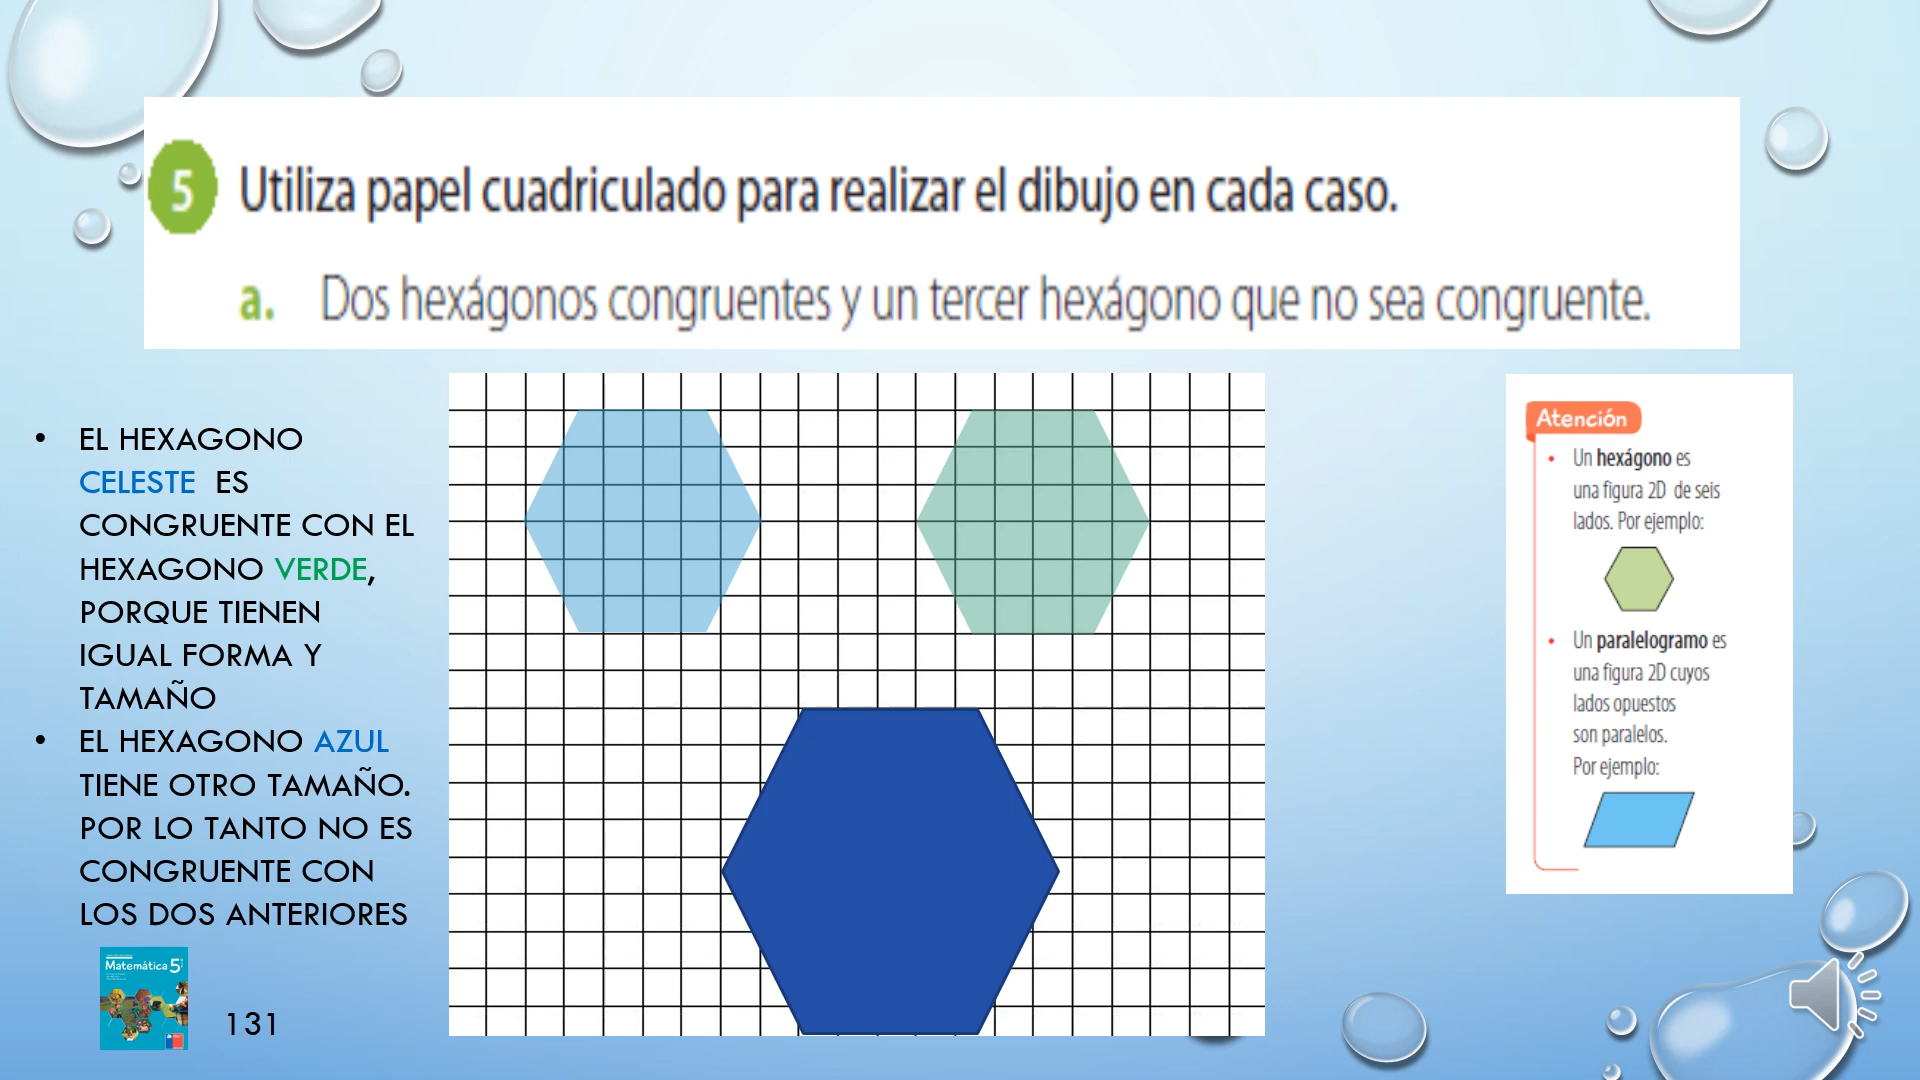 5 Utiliza papel cuadriculado para realizar el dibujo en cada caso.
a. Dos hexágonos congruentes y un tercer hexágono que no sea congruente.
• EL HEXAGONO
CELESTE ES
CONGRUENTE CON EL
HEXAGONO VERDE,
PORQUE TIENEN
IGUAL FORMA Y
TAMAÑO
• EL HEXAGONO AZUL
TIENE OTRO TAMAÑO.
POR LO TANTO NO ES
CONGRUENTE CON
LOS DOS ANTERIORES
Matemática 5
131
Atención
• Un hexágono es
una figura 2D de seis
lados. Por ejemplo:
• Un paralelogramo es
una figura 2D cuyos
lados opuestos
son paralelos.
Por ejemplo: